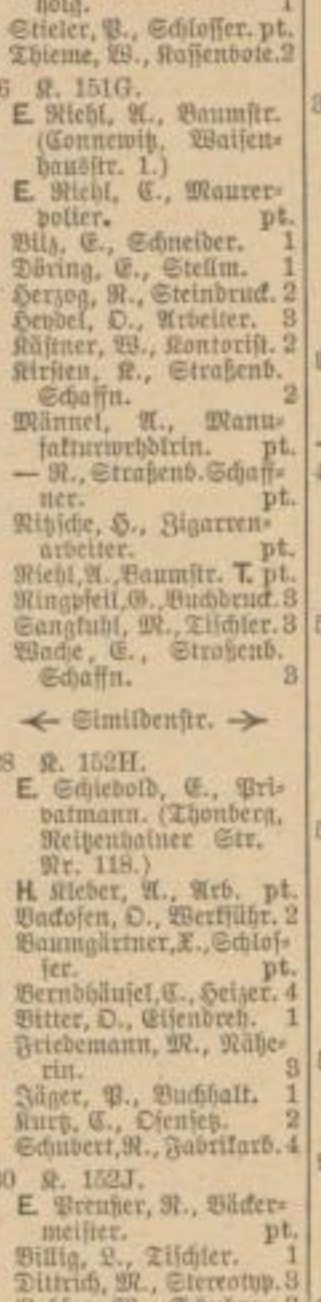 Stieler, P., Schlosser. pt.
Thieme, W., Kassenbote. 2
6 K. 151G.
E. Riehl, A., Baumstr.
(Connewitz, Waisen-
hausstr. 1.)
E. Riehl, C., Maurer-
polier. pt.
Bilz, E., Schneider. 1
Döring, E., Stellm. 1
Herzog, R., Steindruck. 2
Heydel, O., Arbeiter. 3
Kästner, W., Kontorist. 2
Kirsten, K., Straßenb.
Schaffn. 2
Männel, A., Manu-
fakturwrhdlrin. pt.
— R., Straßenb. Schaff-
ner. pt.
Nitzsche, H., Zigarren-
arbeiter. pt.
Riehl, A., Baumstr. T. pt.
Ringpfeil, G., Buchdruck. 3
Sangkuhl, M., Tischler. 3
Wache, E., Straßenb.
Schaffn. 3
← Simildenstr. →
28 K. 152H.
E. Schiebold, E., Pri-
vatmann. (Thonberg,
Reitzenhainer Str.
Nr. 118.)
H. Kleber, A., Arb. pt.
Backofen, O., Werkführ. 2
Baumgärtner, X., Schlos-
ser. pt.
Berndhäusel, C., Heizer. 4
Bitter, O., Eisendreh. 1
Friedemann, M., Nähe-
rin. 3
Jäger, P., Buchhalt. 1
Kurtz, C., Ofensetz. 2
Schubert, R., Fabrikarb. 4
30 K. 152J.
E. Preußer, R., Bäcker-
meister. pt.
Billig, L., Tischler. 1
Dittrich, M., Stereotyp. 3